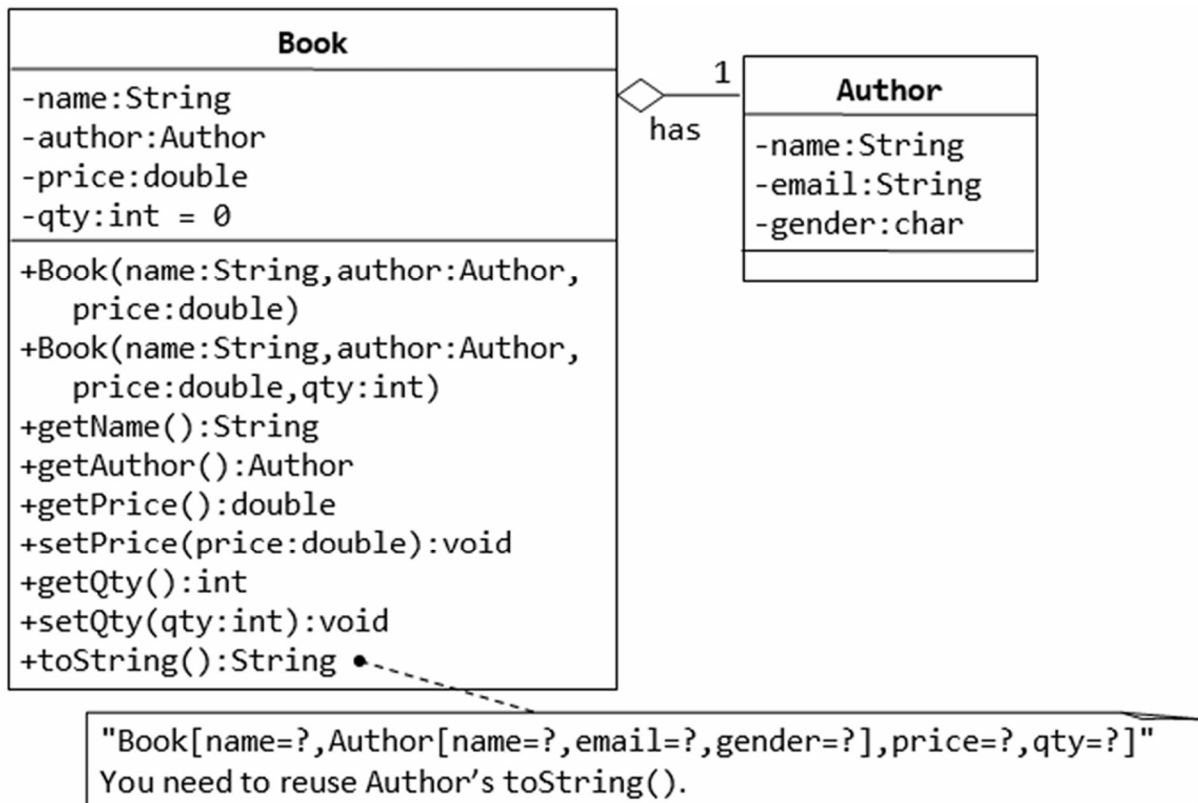 Book
-name:String
-author:Author
-price:double
-qty:int = 0
+Book(name:String,author:Author,
price:double)
+Book(name:String,author:Author,
price:double,qty:int)
+getName():String
+getAuthor():Author
+getPrice():double
+setPrice(price:double):void
+getQty():int
+setQty(qty:int):void
+toString():String
1
has
Author
-name:String
-email:String
-gender:char
"Book[name=?,Author[name=?,email=?,gender=?],price=?,qty=?]"
You need to reuse Author’s toString().